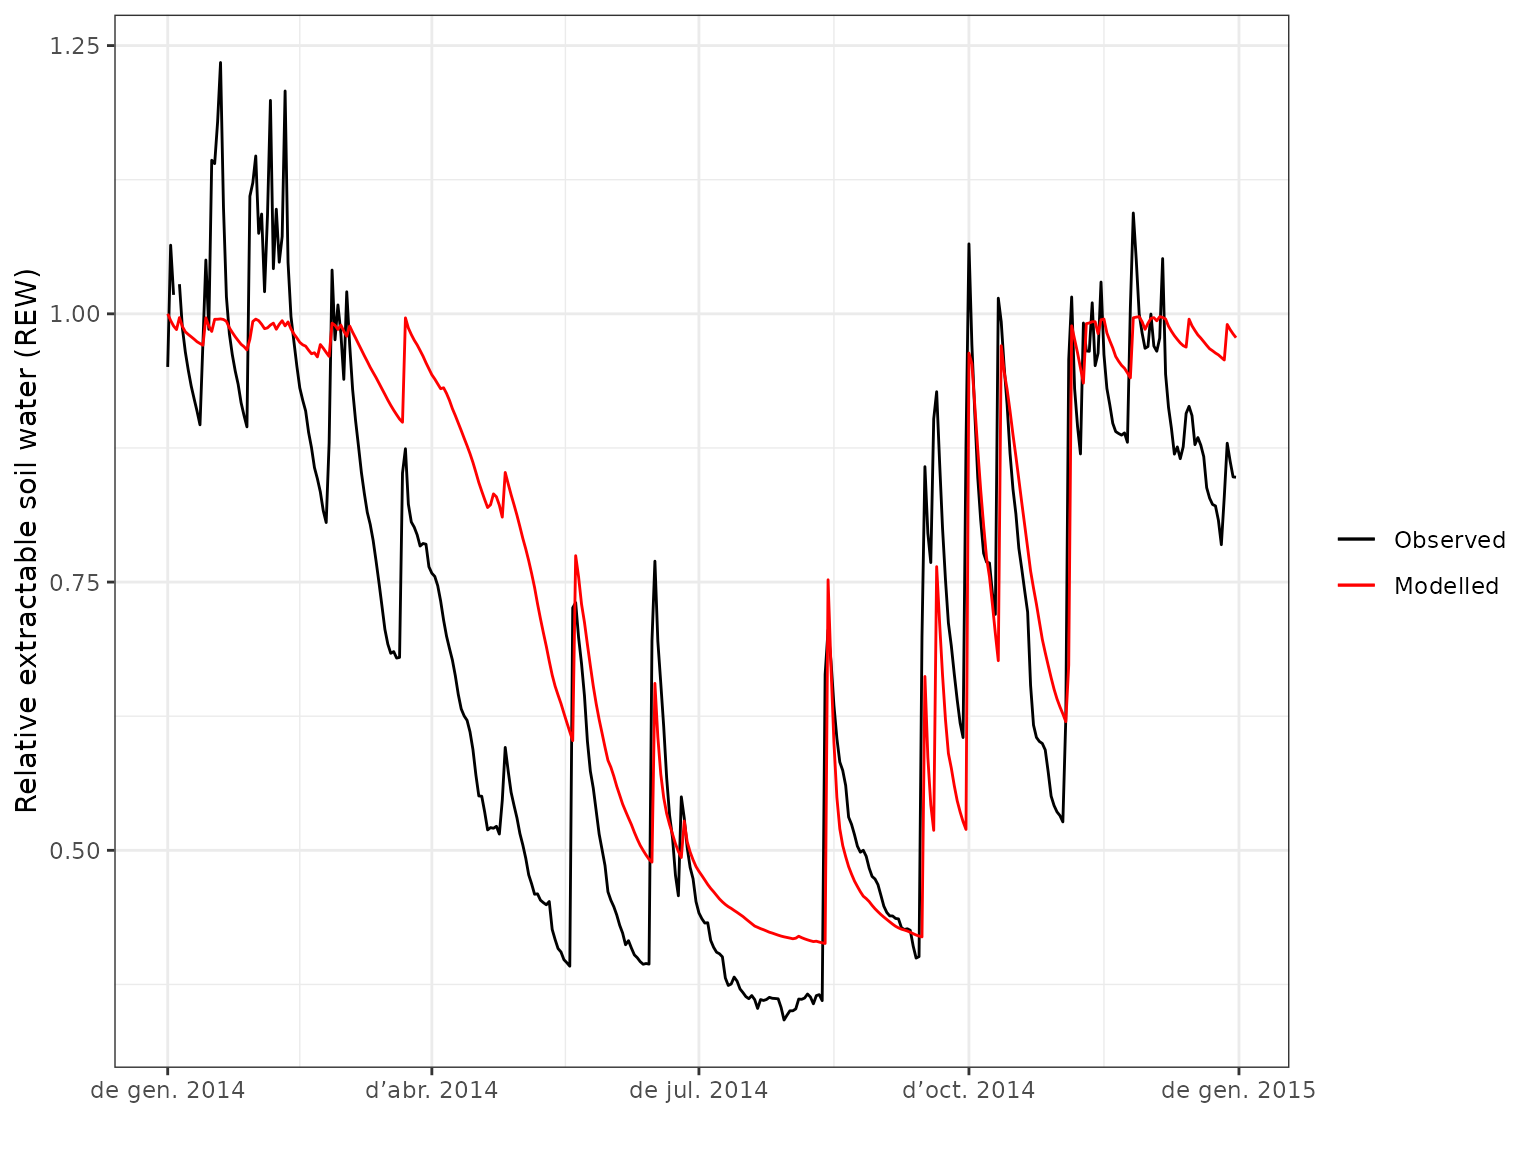 Relative extractable soil water (REW)
1.25
1.00
0.75
0.50
de gen. 2014
d’abr. 2014
de jul. 2014
d’oct. 2014
de gen. 2015
Observed
Modelled